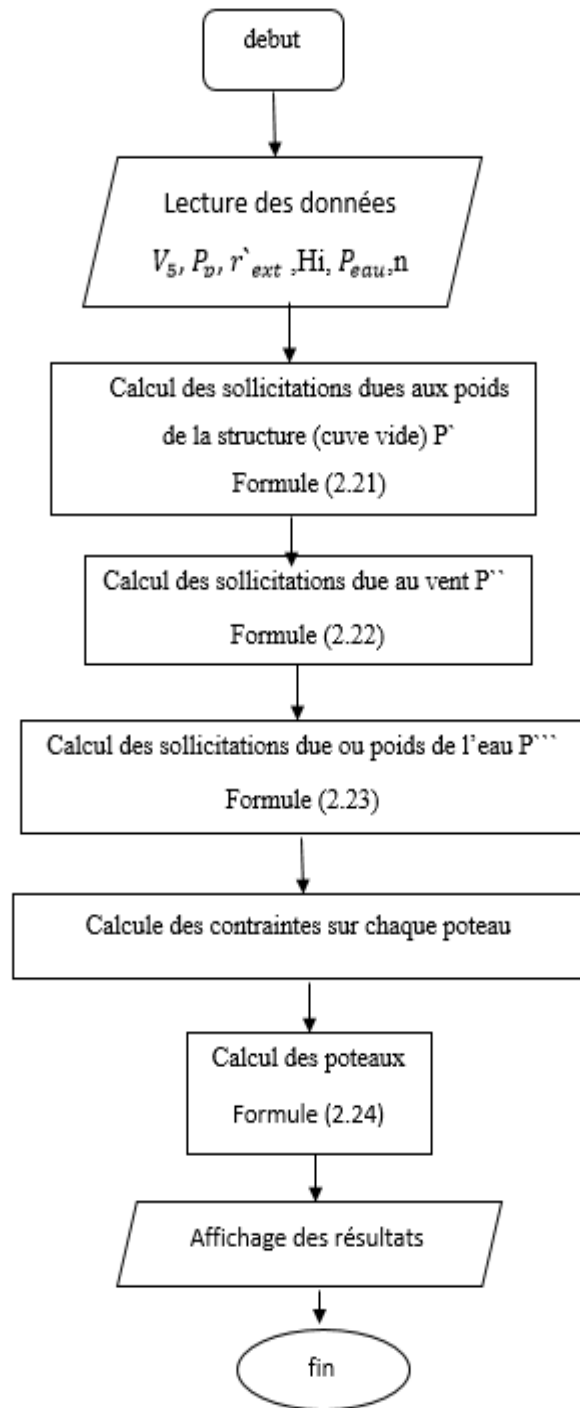 debut
Lecture des données
V₅, Pᵥ, r`ₑₓₜ ,Hi, Pₑₐᵤ,n
Calcul des sollicitations dues aux poids
de la structure (cuve vide) P`
Formule (2.21)
Calcul des sollicitations due au vent P``
Formule (2.22)
Calcul des sollicitations due ou poids de l’eau P```
Formule (2.23)
Calcule des contraintes sur chaque poteau
Calcul des poteaux
Formule (2.24)
Affichage des résultats
fin